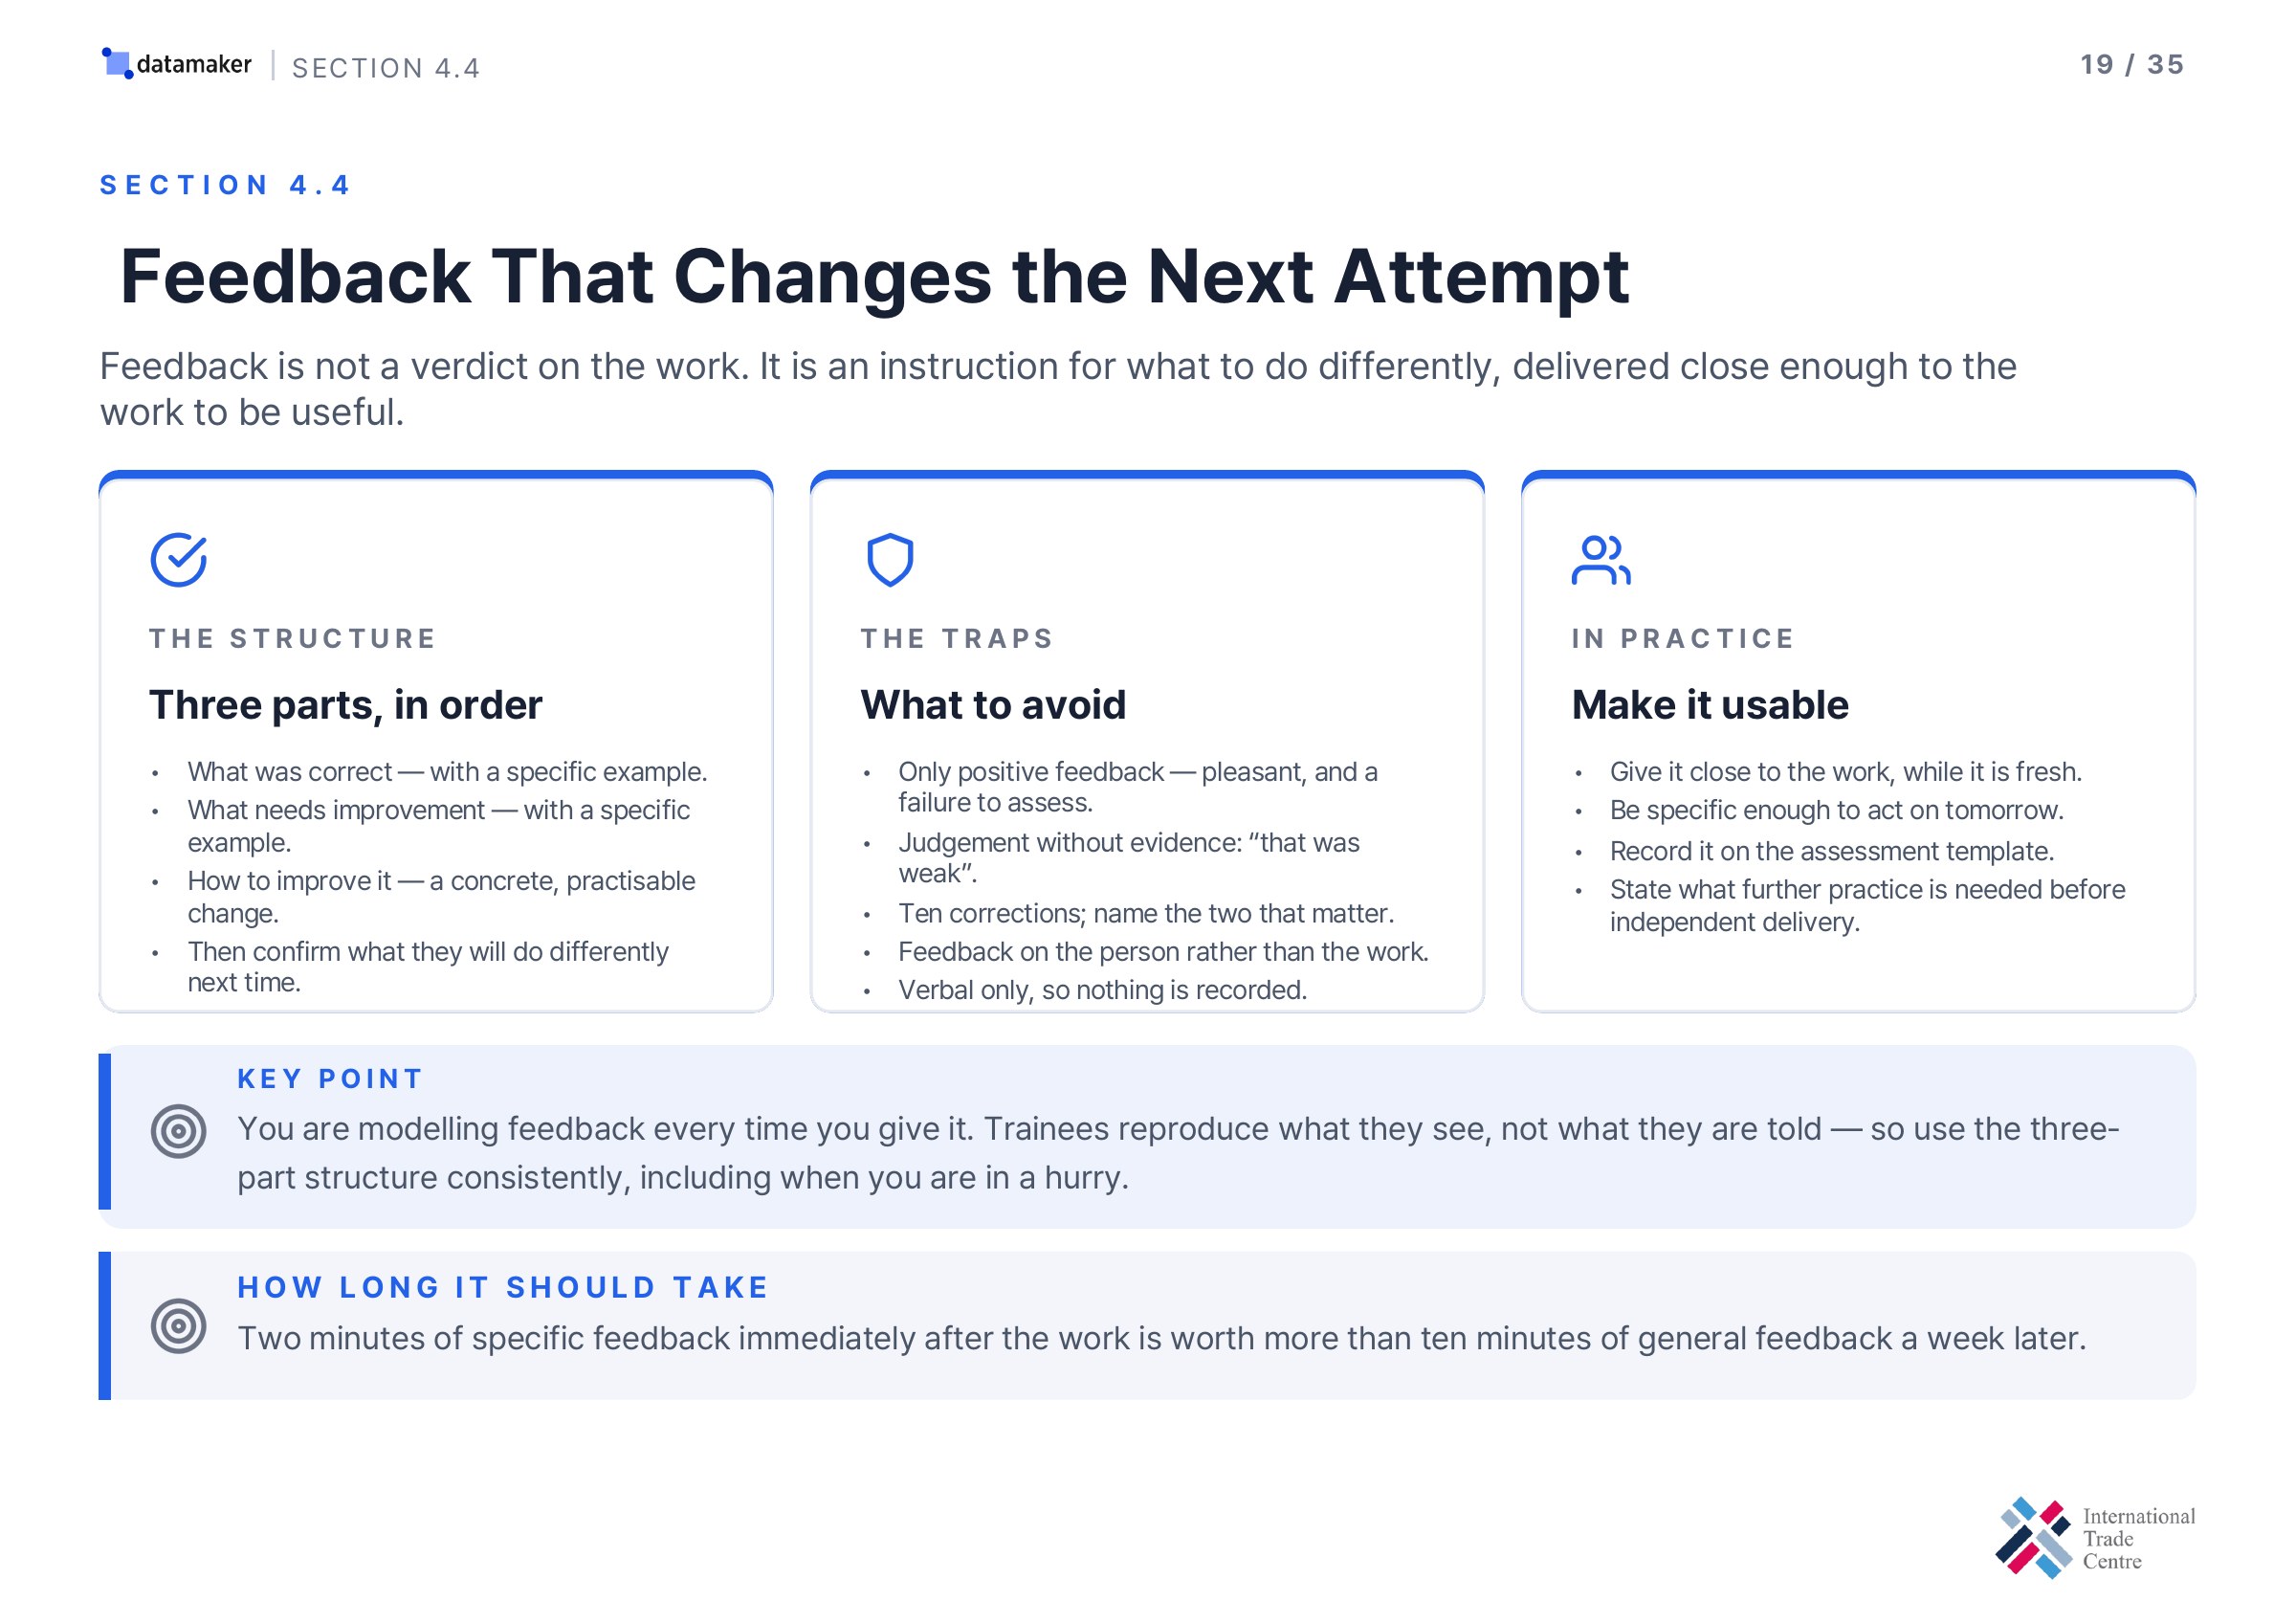 datamaker
SECTION 4.4
19 / 35
SECTION 4.4
Feedback That Changes the Next Attempt
Feedback is not a verdict on the work. It is an instruction for what to do differently, delivered close enough to the
work to be useful.
THE STRUCTURE
Three parts, in order
• What was correct — with a specific example.
• What needs improvement — with a specific
example.
• How to improve it — a concrete, practisable
change.
• Then confirm what they will do differently
next time.
THE TRAPS
What to avoid
• Only positive feedback — pleasant, and a
failure to assess.
• Judgement without evidence: “that was
weak”.
• Ten corrections; name the two that matter.
• Feedback on the person rather than the work.
• Verbal only, so nothing is recorded.
IN PRACTICE
Make it usable
• Give it close to the work, while it is fresh.
• Be specific enough to act on tomorrow.
• Record it on the assessment template.
• State what further practice is needed before
independent delivery.
KEY POINT
You are modelling feedback every time you give it. Trainees reproduce what they see, not what they are told — so use the three-
part structure consistently, including when you are in a hurry.
HOW LONG IT SHOULD TAKE
Two minutes of specific feedback immediately after the work is worth more than ten minutes of general feedback a week later.
International
Trade
Centre